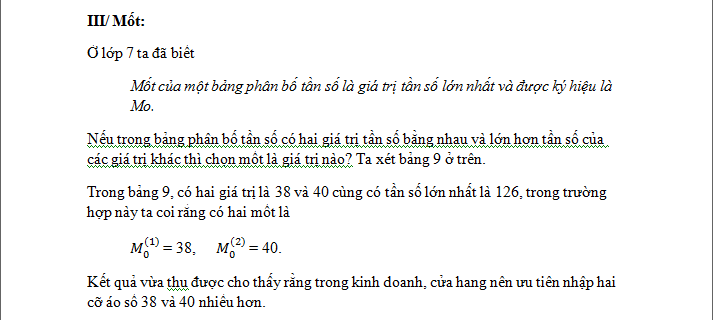 III/ Mốt:
Ở lớp 7 ta đã biết
Mốt của một bảng phân bố tần số là giá trị tần số lớn nhất và được ký hiệu là
Mo.
Nếu trong bảng phân bố tần số có hai giá trị tần số bằng nhau và lớn hơn tần số của
các giá trị khác thì chọn mốt là giá trị nào? Ta xét bảng 9 ở trên.
Trong bảng 9, có hai giá trị là 38 và 40 cùng có tần số lớn nhất là 126, trong trường
hợp này ta coi rằng có hai mốt là
M₀⁽¹⁾ = 38, M₀⁽²⁾ = 40.
Kết quả vừa thu được cho thấy rằng trong kinh doanh, cửa hang nên ưu tiên nhập hai
cỡ áo số 38 và 40 nhiều hơn.